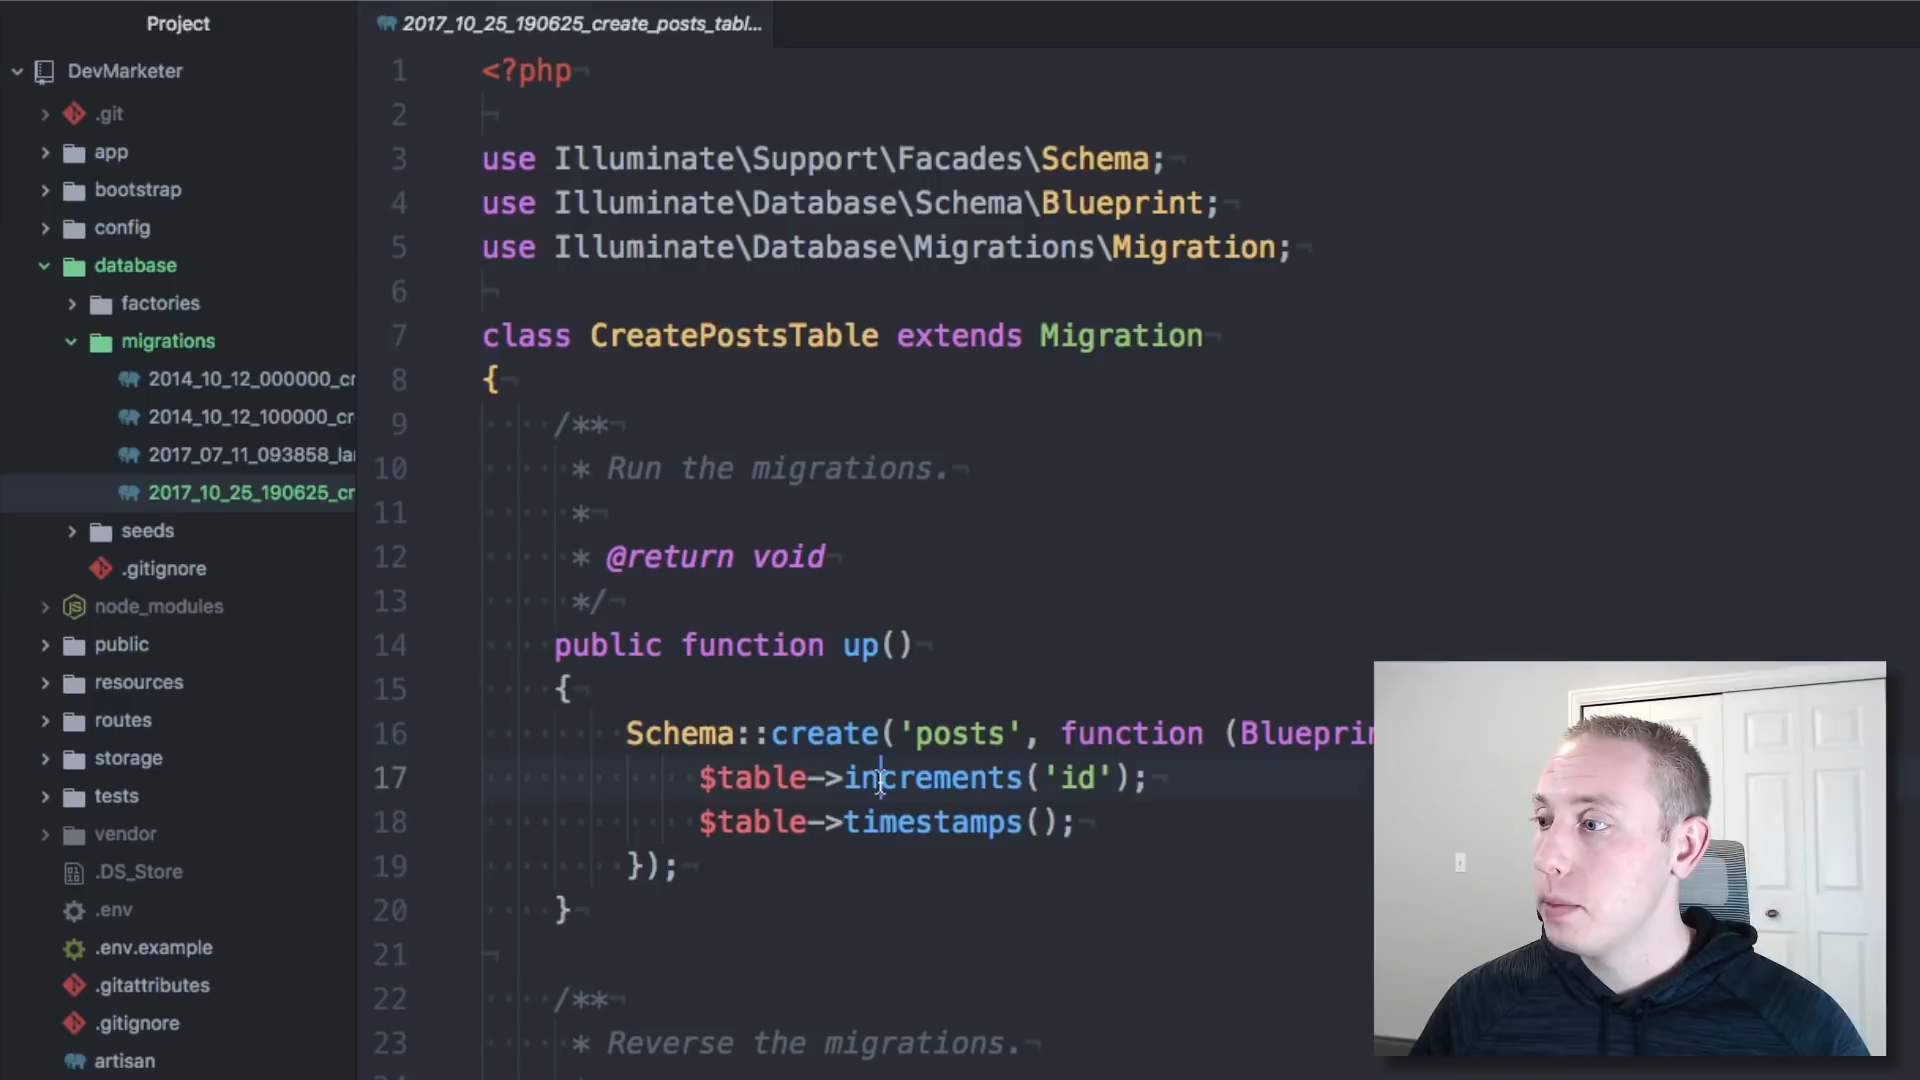 Project
DevMarketer
.git
app
bootstrap
config
database
factories
migrations
2014_10_12_000000_cr
2014_10_12_100000_cr
2017_07_11_093858_la
2017_10_25_190625_cr
seeds
.gitignore
node_modules
public
resources
routes
storage
tests
vendor
.DS_Store
.env
.env.example
.gitattributes
.gitignore
artisan
2017_10_25_190625_create_posts_tabl...
1 <?php
2
3 use Illuminate\Support\Facades\Schema;
4 use Illuminate\Database\Schema\Blueprint;
5 use Illuminate\Database\Migrations\Migration;
6
7 class CreatePostsTable extends Migration
8 {
9 /**
10 * Run the migrations.
11 *
12 * @return void
13 */
14 public function up()
15 {
16 Schema::create('posts', function (Blueprin
17 $table->increments('id');
18 $table->timestamps();
19 });
20 }
21
22 /**
23 * Reverse the migrations.